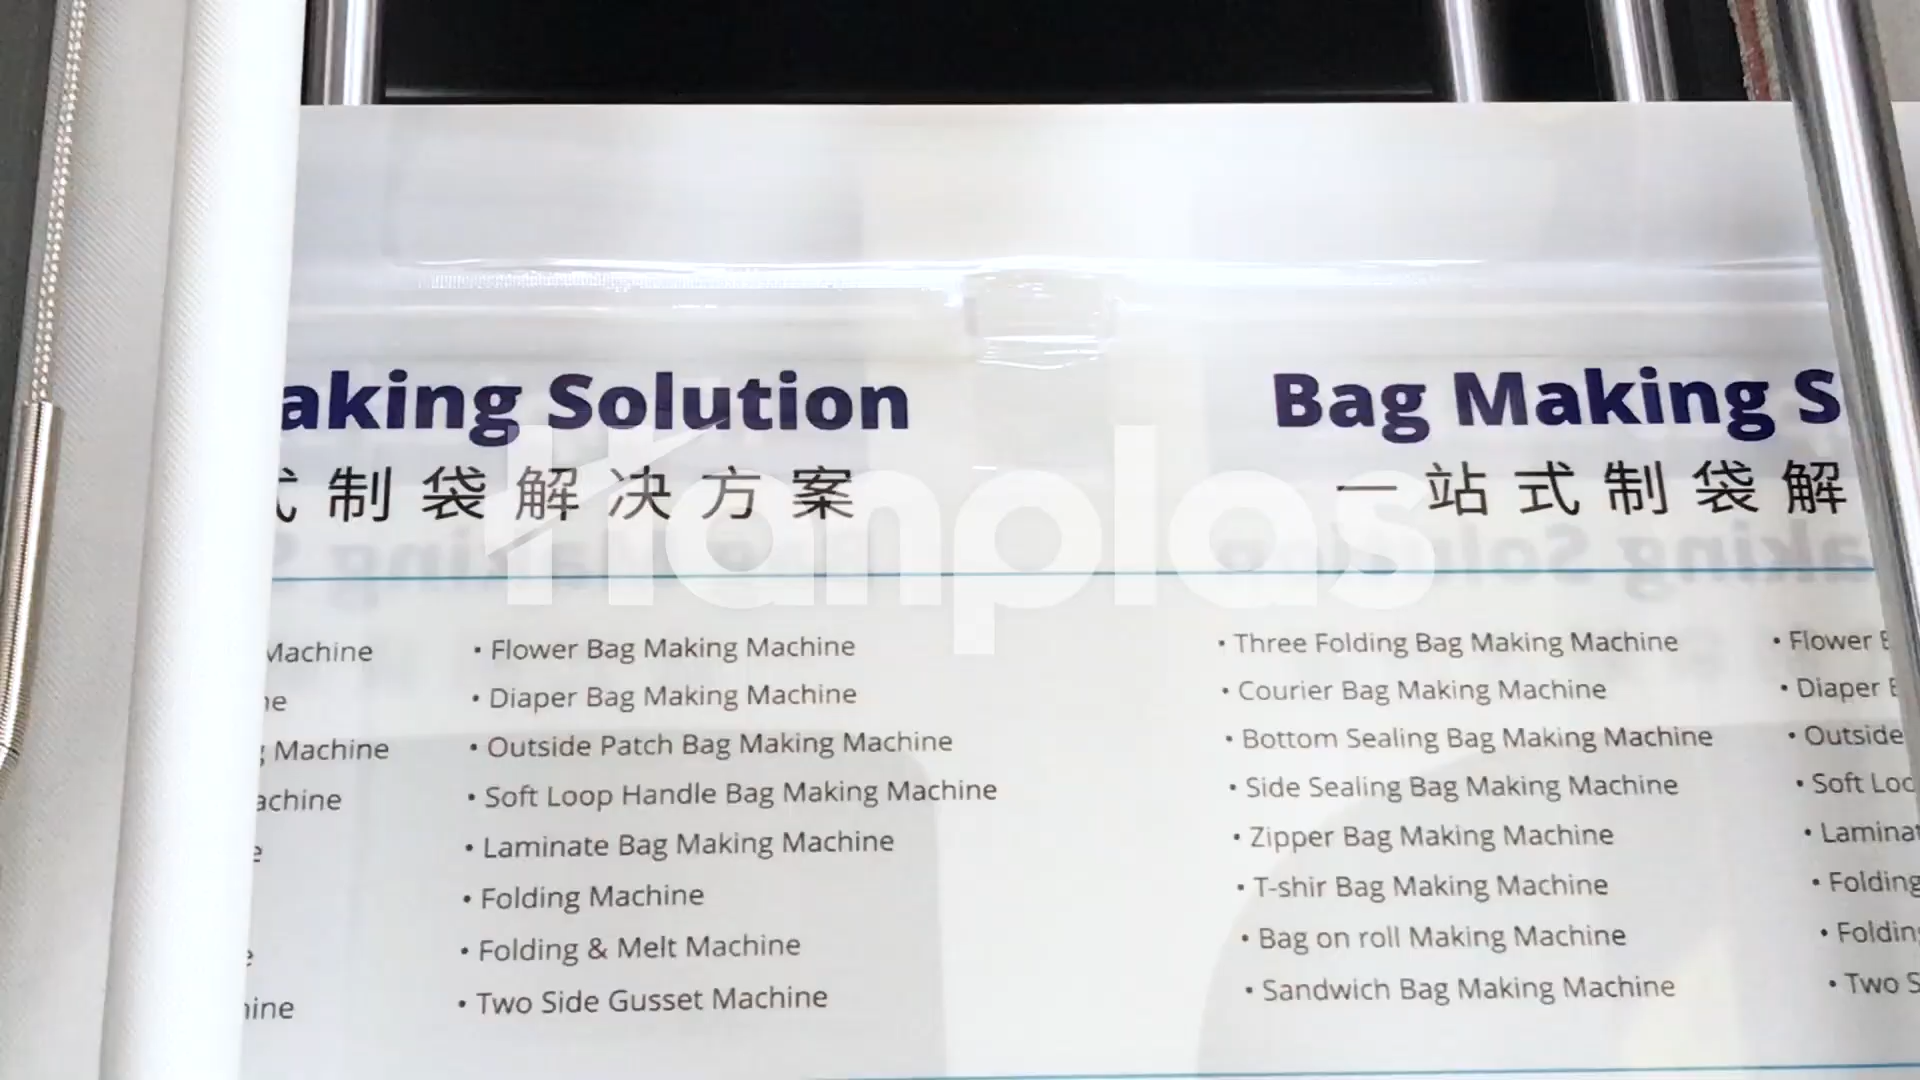 aking Solution
式制袋解决方案
Machine
ne
g Machine
achine
e
e
hine
• Flower Bag Making Machine
• Diaper Bag Making Machine
• Outside Patch Bag Making Machine
• Soft Loop Handle Bag Making Machine
• Laminate Bag Making Machine
• Folding Machine
• Folding & Melt Machine
• Two Side Gusset Machine
Bag Making S
一站式制袋解
• Three Folding Bag Making Machine
• Courier Bag Making Machine
• Bottom Sealing Bag Making Machine
• Side Sealing Bag Making Machine
• Zipper Bag Making Machine
• T-shir Bag Making Machine
• Bag on roll Making Machine
• Sandwich Bag Making Machine
• Flower B
• Diaper B
• Outside
• Soft Loo
• Laminat
• Folding
• Folding
• Two S
Hanplas